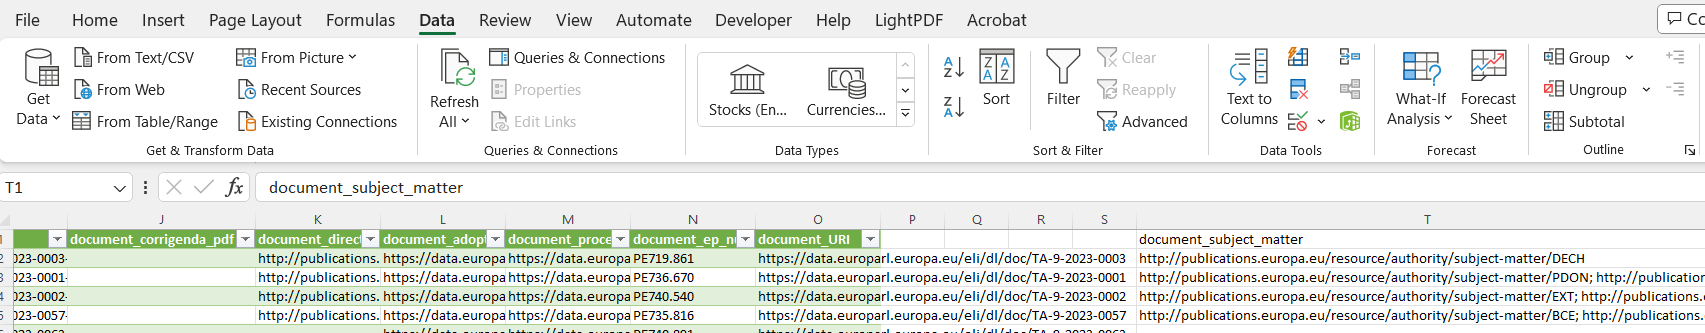 File Home Insert Page Layout Formulas Data Review View Automate Developer Help LightPDF Acrobat
Get Data
From Text/CSV
From Web
From Table/Range
From Picture
Recent Sources
Existing Connections
Get & Transform Data
Refresh All
Queries & Connections
Properties
Edit Links
Queries & Connections
Stocks (En...
Currencies...
Data Types
Sort
Filter
Clear
Reapply
Advanced
Sort & Filter
Text to Columns
Data Tools
What-If Analysis
Forecast Sheet
Forecast
Group
Ungroup
Subtotal
Outline
T1 fx document_subject_matter
J K L M N O P Q R S T
document_corrigenda_pdf document_direct document_adopt document_proce document_ep_nu document_URI document_subject_matter
023-0003- http://publications. https://data.europa https://data.europa PE719.861 https://data.europarl.europa.eu/eli/dl/doc/TA-9-2023-0003 http://publications.europa.eu/resource/authority/subject-matter/DECH
023-0001- http://publications. https://data.europa https://data.europa PE736.670 https://data.europarl.europa.eu/eli/dl/doc/TA-9-2023-0001 http://publications.europa.eu/resource/authority/subject-matter/PDON; http://publications
023-0002- http://publications. https://data.europa https://data.europa PE740.540 https://data.europarl.europa.eu/eli/dl/doc/TA-9-2023-0002 http://publications.europa.eu/resource/authority/subject-matter/EXT; http://publications.e
023-0057- http://publications. https://data.europa https://data.europa PE735.816 https://data.europarl.europa.eu/eli/dl/doc/TA-9-2023-0057 http://publications.europa.eu/resource/authority/subject-matter/BCE; http://publications.